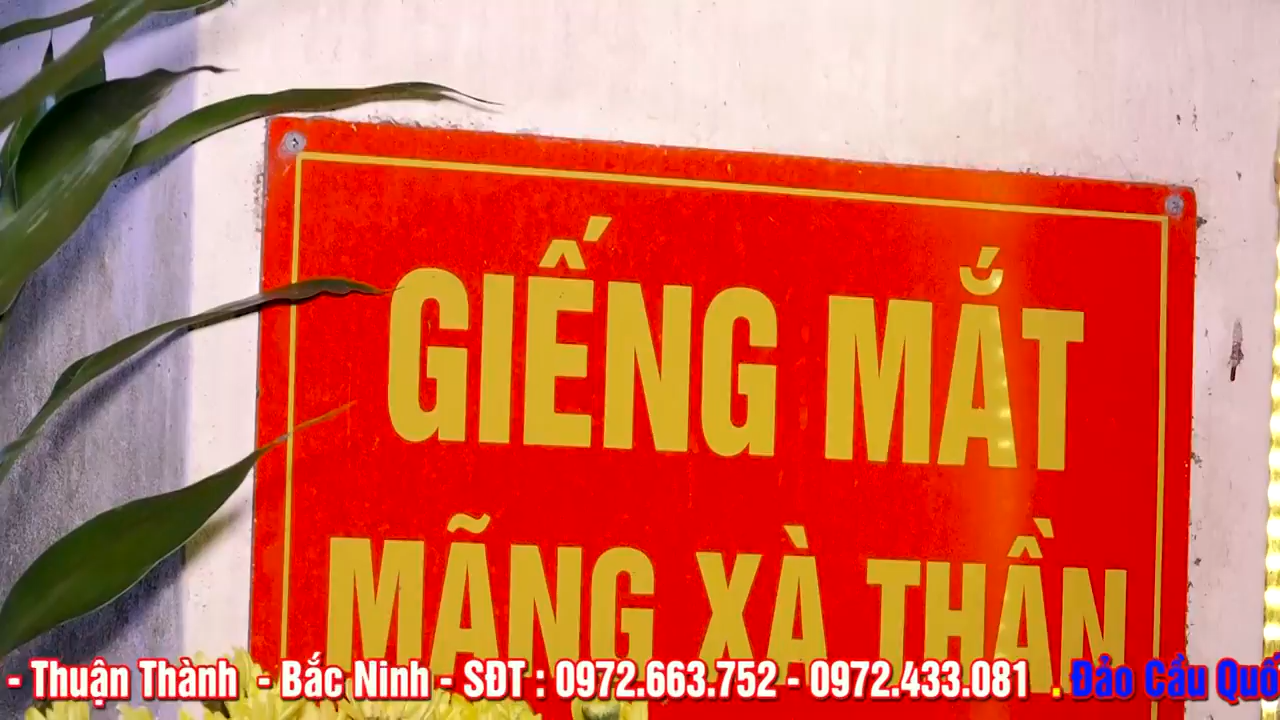 GIẾNG MẮT
MÃNG XÀ THẦN
- Thuận Thành - Bắc Ninh - SĐT : 0972.663.752 - 0972.433.081 . Đảo Cầu